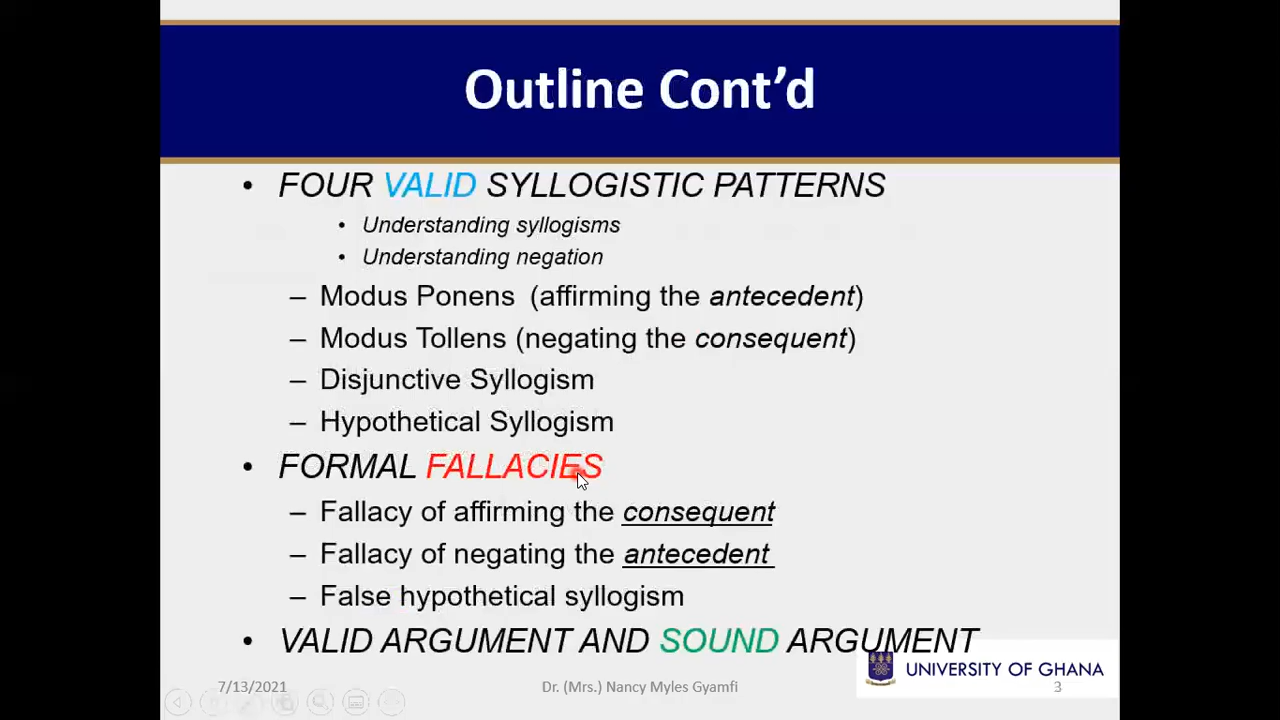 Outline Cont’d
• FOUR VALID SYLLOGISTIC PATTERNS
• Understanding syllogisms
• Understanding negation
– Modus Ponens (affirming the antecedent)
– Modus Tollens (negating the consequent)
– Disjunctive Syllogism
– Hypothetical Syllogism
• FORMAL FALLACIES
– Fallacy of affirming the consequent
– Fallacy of negating the antecedent
– False hypothetical syllogism
• VALID ARGUMENT AND SOUND ARGUMENT
UNIVERSITY OF GHANA
7/13/2021 Dr. (Mrs.) Nancy Myles Gyamfi 3